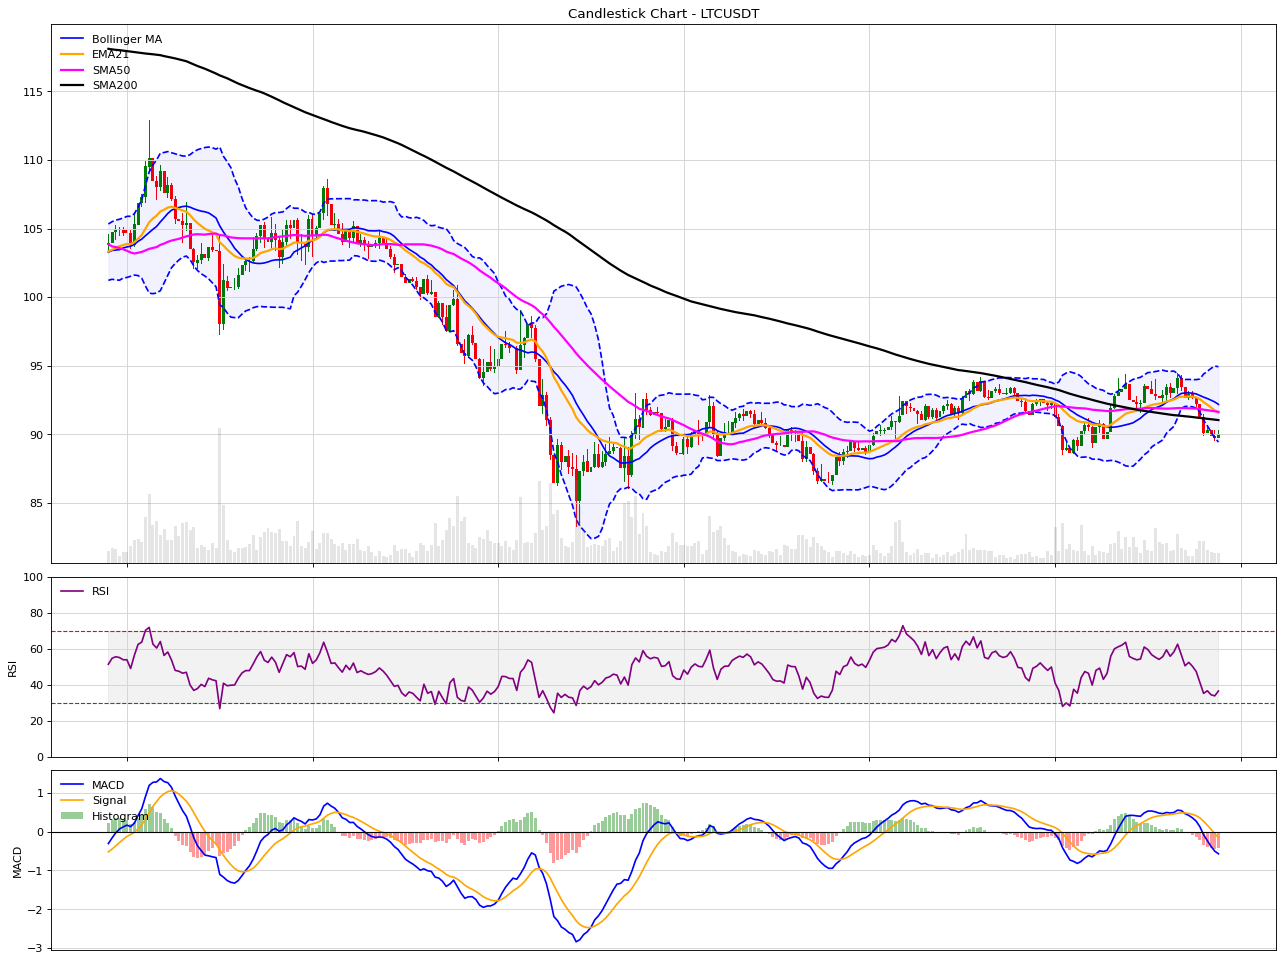 Candlestick Chart - LTCUSDT
Bollinger MA
EMA21
SMA50
SMA200
115
110
105
100
95
90
85
100
80
60
40
20
0
RSI
RSI
1
0
−1
−2
−3
MACD
MACD
Signal
Histogram